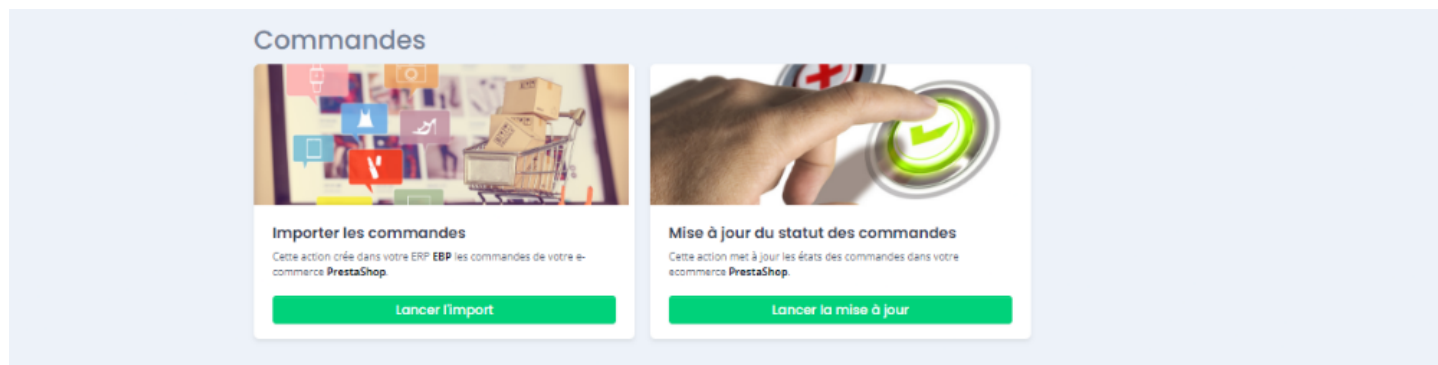 Commandes
Importer les commandes
Cette action crée dans votre ERP EBP les commandes de votre e-
commerce PrestaShop.
Lancer l'import
Mise à jour du statut des commandes
Cette action met à jour les états des commandes dans votre
ecommerce PrestaShop.
Lancer la mise à jour